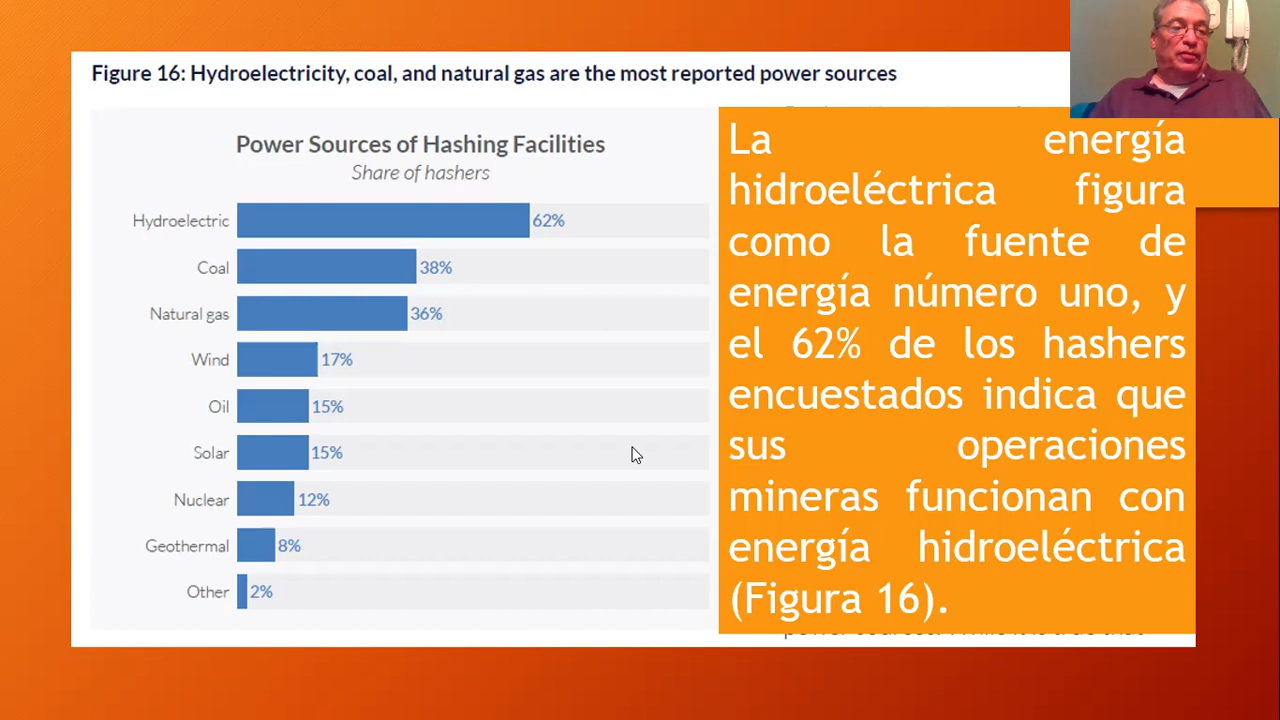 Figure 16: Hydroelectricity, coal, and natural gas are the most reported power sources
Power Sources of Hashing Facilities
Share of hashers
Hydroelectric 62%
Coal 38%
Natural gas 36%
Wind 17%
Oil 15%
Solar 15%
Nuclear 12%
Geothermal 8%
Other 2%
La energía
hidroeléctrica figura
como la fuente de
energía número uno, y
el 62% de los hashers
encuestados indica que
sus operaciones
mineras funcionan con
energía hidroeléctrica
(Figura 16).